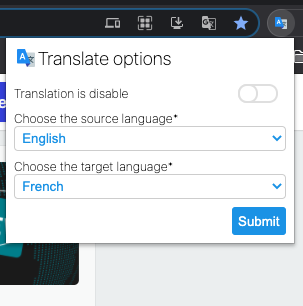 Translate options
Translation is disable
Choose the source language*
English
Choose the target language*
French
Submit